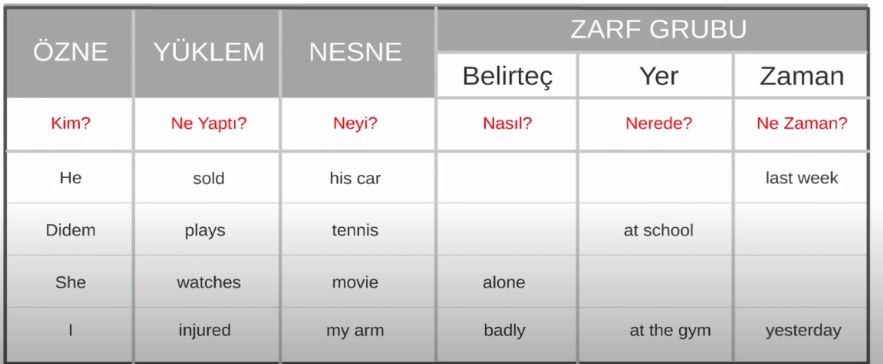 ÖZNE YÜKLEM NESNE ZARF GRUBU
Belirteç Yer Zaman
Kim? Ne Yaptı? Neyi? Nasıl? Nerede? Ne Zaman?
He sold his car last week
Didem plays tennis at school
She watches movie alone
I injured my arm badly at the gym yesterday